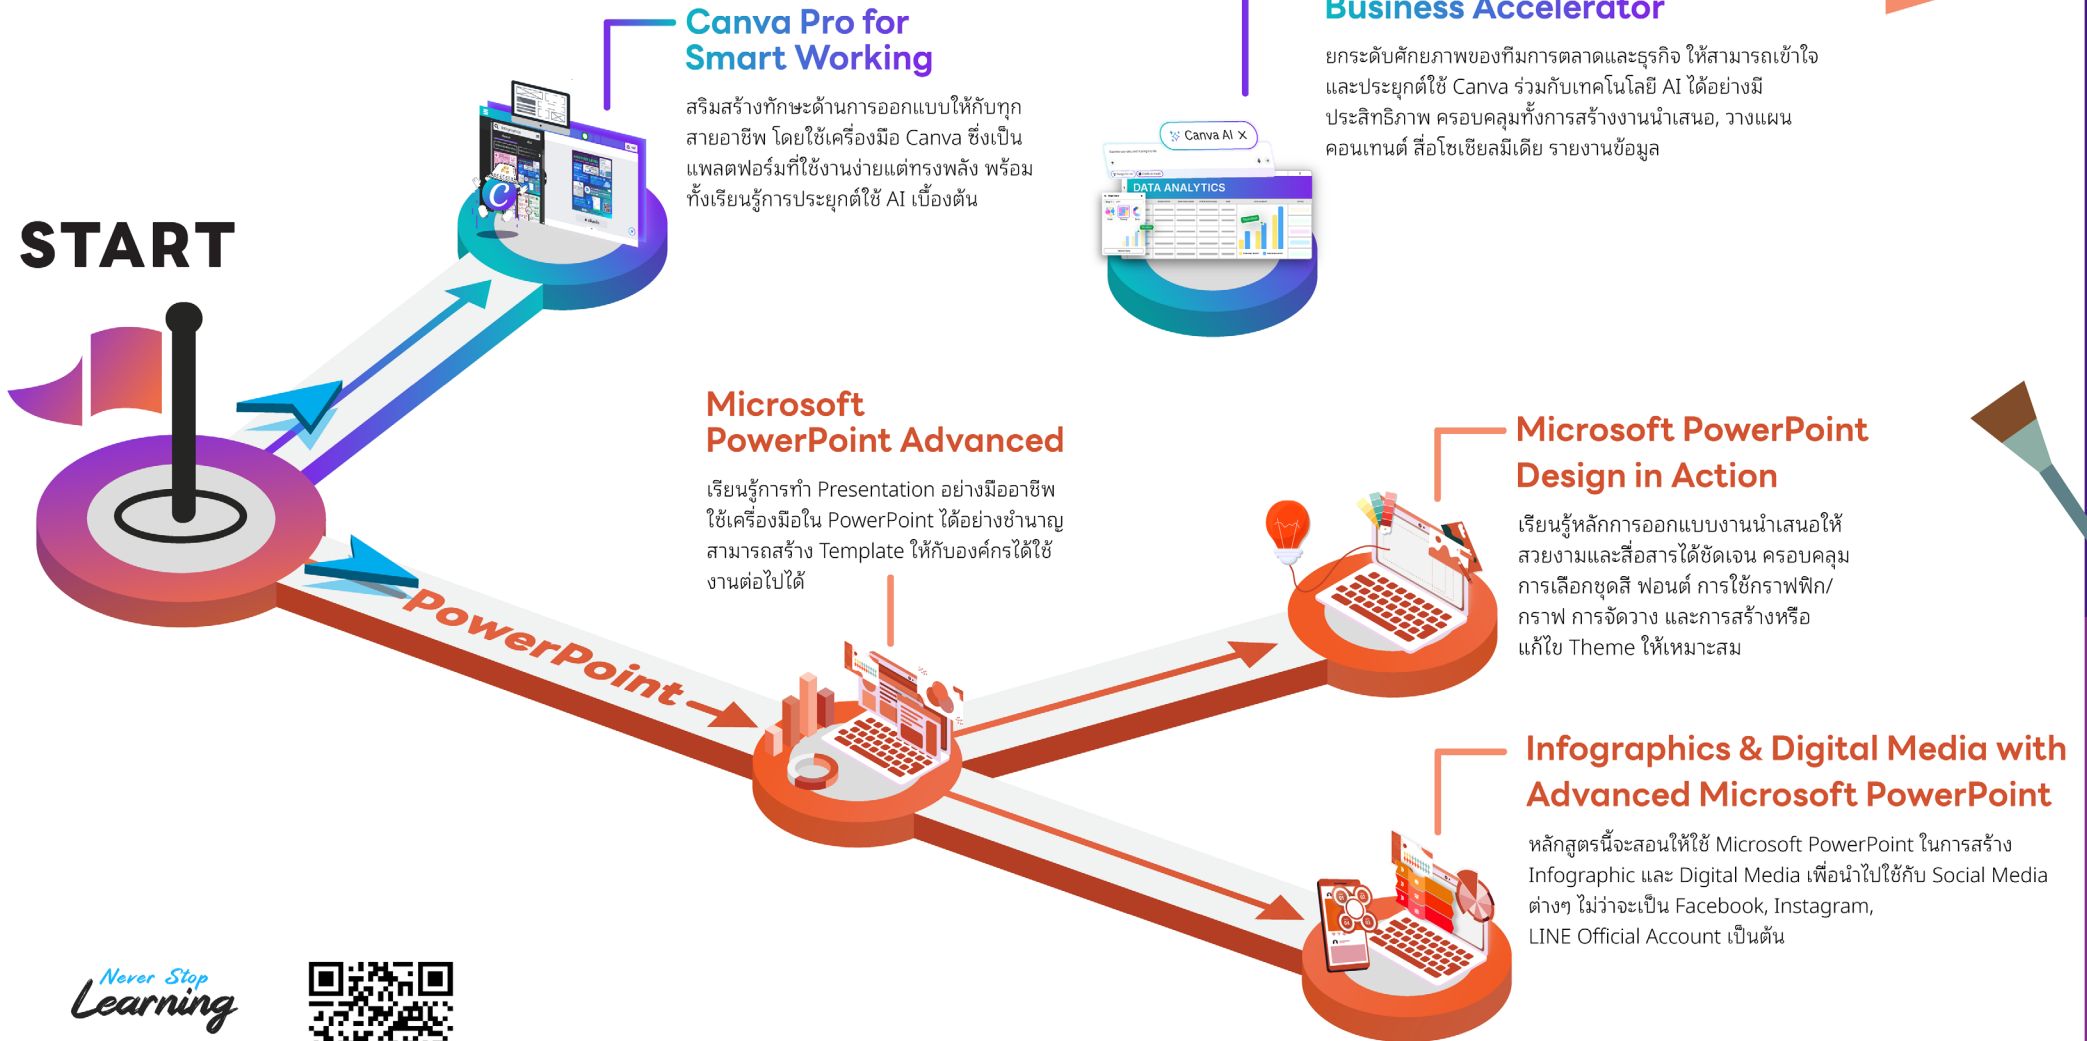 Canva Pro for
Smart Working
สริมสร้างทักษะด้านการออกแบบให้กับทุก
สายอาชีพ โดยใช้เครื่องมือ Canva ซึ่งเป็น
แพลตฟอร์มที่ใช้งานง่ายแต่ทรงพลัง พร้อม
ทั้งเรียนรู้การประยุกต์ใช้ AI เบื้องต้น
Business Accelerator
ยกระดับศักยภาพของทีมการตลาดและธุรกิจ ให้สามารถเข้าใจ
และประยุกต์ใช้ Canva ร่วมกับเทคโนโลยี AI ได้อย่างมี
ประสิทธิภาพ ครอบคลุมทั้งการสร้างงานนำเสนอ, วางแผน
คอนเทนต์ สื่อโซเชียลมีเดีย รายงานข้อมูล
Canva AI X
DATA ANALYTICS
START
Microsoft
PowerPoint Advanced
เรียนรู้การทำ Presentation อย่างมืออาชีพ
ใช้เครื่องมือใน PowerPoint ได้อย่างชำนาญ
สามารถสร้าง Template ให้กับองค์กรได้ใช้
งานต่อไปได้
PowerPoint
Microsoft PowerPoint
Design in Action
เรียนรู้หลักการออกแบบงานนำเสนอให้
สวยงามและสื่อสารได้ชัดเจน ครอบคลุม
การเลือกชุดสี ฟอนต์ การใช้กราฟฟิก/
กราฟ การจัดวาง และการสร้างหรือ
แก้ไข Theme ให้เหมาะสม
Infographics & Digital Media with
Advanced Microsoft PowerPoint
หลักสูตรนี้จะสอนให้ใช้ Microsoft PowerPoint ในการสร้าง
Infographic และ Digital Media เพื่อนำไปใช้กับ Social Media
ต่างๆ ไม่ว่าจะเป็น Facebook, Instagram,
LINE Official Account เป็นต้น
Never Stop
Learning